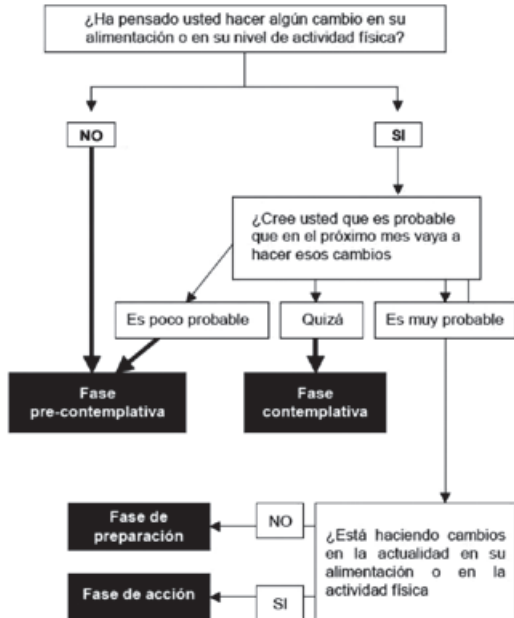 ¿Ha pensado usted hacer algún cambio en su
alimentación o en su nivel de actividad física?
NO
SI
¿Cree usted que es probable
que en el próximo mes vaya a
hacer esos cambios
Es poco probable
Quizá
Es muy probable
Fase
pre-contemplativa
Fase
contemplativa
Fase de
preparación
NO
¿Está haciendo cambios
en la actualidad en su
alimentación o en la
actividad física
Fase de acción
SI